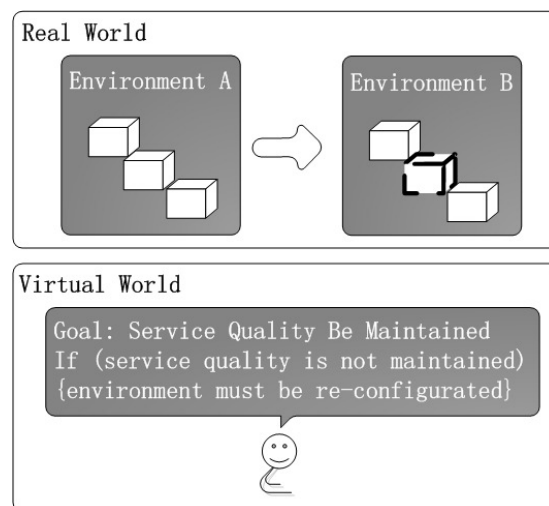 Real World
Environment A
Environment B
Virtual World
Goal: Service Quality Be Maintained
If (service quality is not maintained)
{environment must be re-configurated}